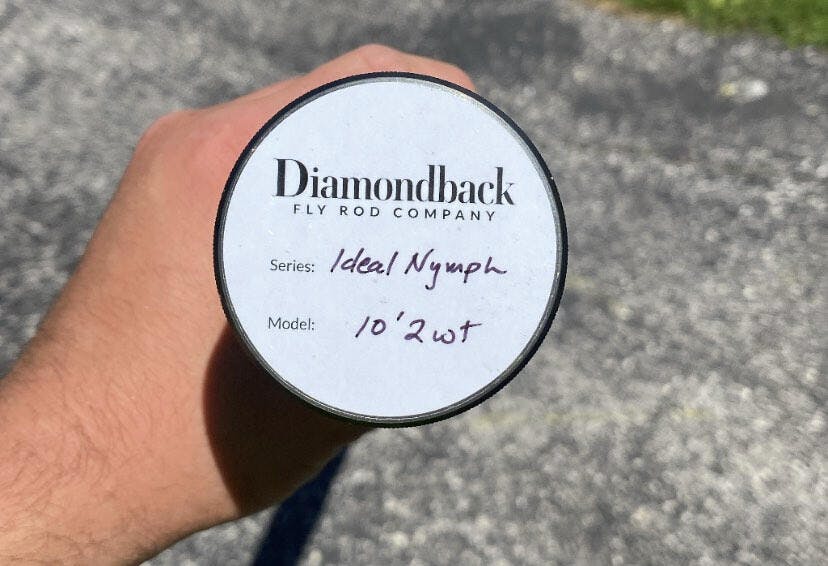 Diamondback
FLY ROD COMPANY
Series: Ideal Nymph
Model: 10' 2wt